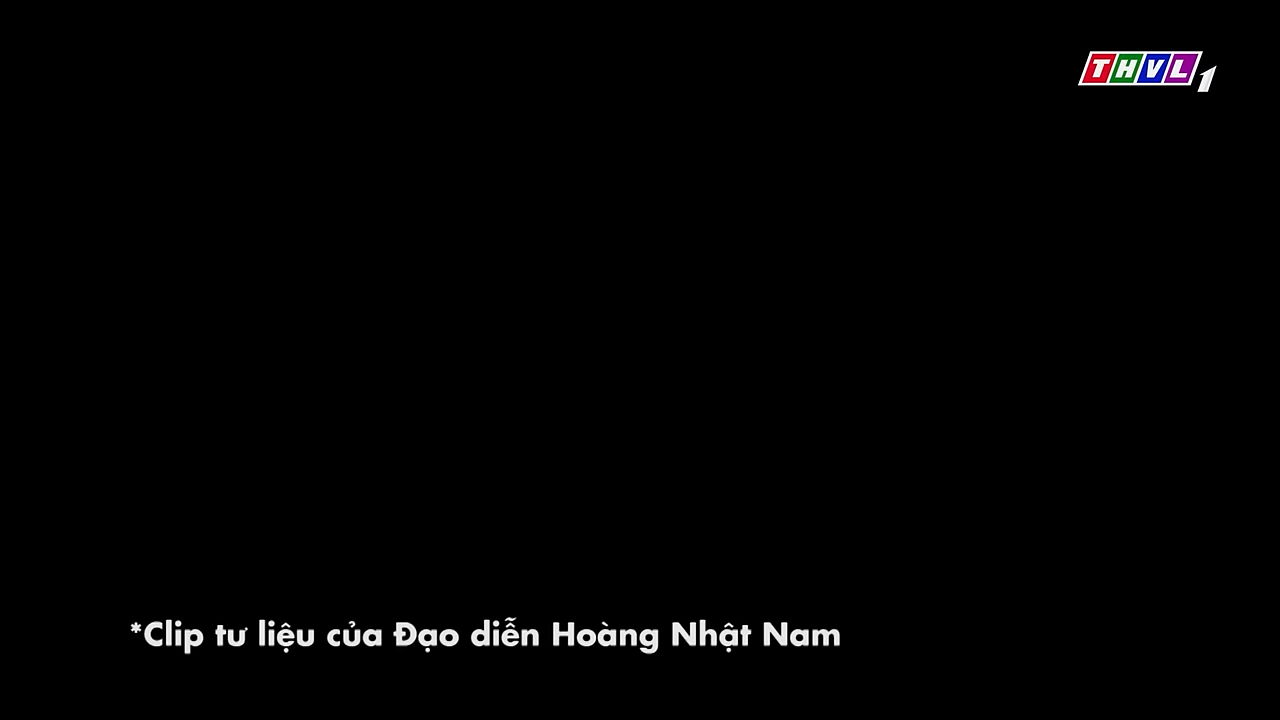 THVL1
*Clip tư liệu của Đạo diễn Hoàng Nhật Nam